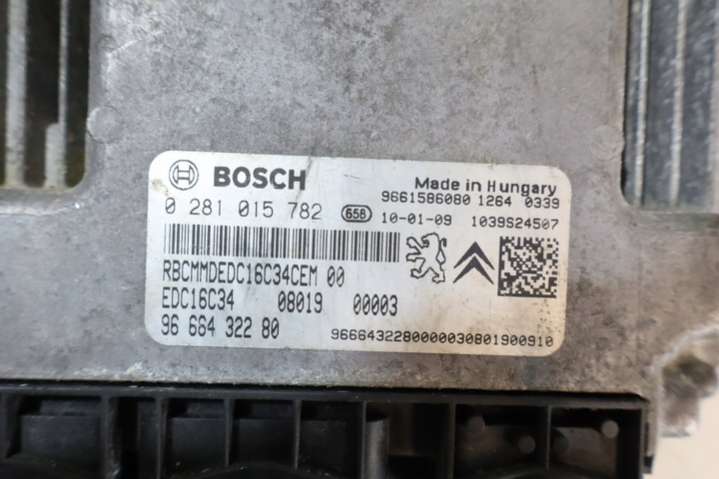 BOSCH Made in Hungary
9661586080 1264 0339
0 281 015 782 658 10-01-09 1039S24507
RBCMMDEDC16C34CEM 00
EDC16C34 08019 00003
96 664 322 80 9666432280000030801900910